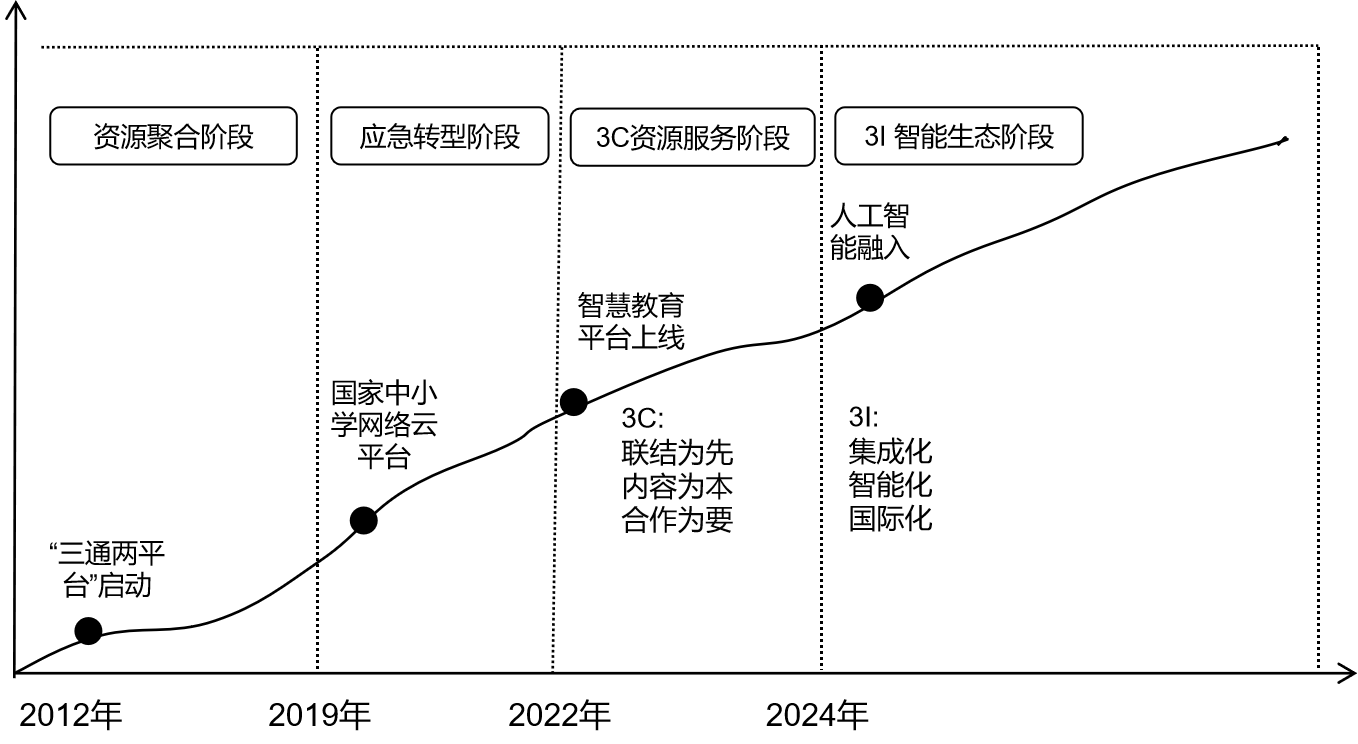 资源聚合阶段
应急转型阶段
3C资源服务阶段
3I 智能生态阶段
人工智
能融入
智慧教育
平台上线
国家中小
学网络云
平台
3C:
联结为先
内容为本
合作为要
3I:
集成化
智能化
国际化
“三通两平
台”启动
2012年
2019年
2022年
2024年